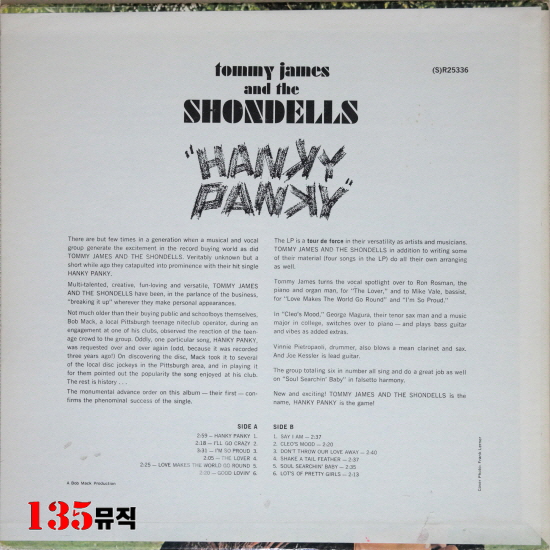 tommy james
and the
SHONDELLS
(S)R25336
"HANKY
PANKY"
There are but few times in a generation when a musical and vocal
group generate the excitement in the record buying world as did
TOMMY JAMES AND THE SHONDELLS. Veritably unknown but a
short while ago they catapulted into prominence with their hit single
HANKY PANKY.
Multi-talented, creative, fun-loving and versatile, TOMMY JAMES
AND THE SHONDELLS have been, in the parlance of the business,
"breaking it up" wherever they make personal appearances.
Not much older than their buying public and schoolboys themselves,
Bob Mack, a local Pittsburgh teenager niteclub operator, during an
engagement at one of his clubs, observed the reaction of the teen-
age crowd to the group. Oddly, one particular song, HANKY PANKY,
was requested over and over again (odd, because it was recorded
three years ago!) On discovering the disc, Mack took it to several
of the local disc jockeys in the Pittsburgh area, and in playing it
for them pointed out the popularity the song enjoyed at his club.
The rest is history . . .
The monumental advance order on this album — their first — con-
firms the phenominal success of the single.
The LP is a tour de force in their versatility as artists and musicians.
TOMMY JAMES AND THE SHONDELLS in addition to writing some
of their material (four songs in the LP) do all their own arranging
as well.
Tommy James turns the vocal spotlight over to Ron Rosman, the
piano and organ man, for "The Lover," and to Mike Vale, bassist,
for "Love Makes The World Go Round" and "I'm So Proud."
In "Cleo's Mood," George Magura, their tenor sax man and a music
major in college, switches over to piano — and plays bass guitar
and vibes as added extras.
Vinnie Pietropaoli, drummer, also blows a mean clarinet and sax.
And Joe Kessler is lead guitar.
The group totaling six in number all sing and do a great job as well
on "Soul Searchin' Baby" in falsetto harmony.
New and exciting! TOMMY JAMES AND THE SHONDELLS is the
name, HANKY PANKY is the game!
SIDE A
2:59 — HANKY PANKY 1.
2:18 — I'LL GO CRAZY 2.
3:31 — I'M SO PROUD 3.
2:05 — THE LOVER 4.
2:25 — LOVE MAKES THE WORLD GO ROUND 5.
GOOD LOVIN' 6.
SIDE B
1. SAY I AM — 2:37
2. CLEO'S MOOD — 2:20
3. DON'T THROW OUR LOVE AWAY — 2:40
4. SHAKE A TAIL FEATHER — 2:37
5. SOUL SEARCHIN' BABY — 2:35
6. LOT'S OF PRETTY GIRLS — 2:13
A Bob Mack Production
Cover Photo: Frank Lerner
135뮤직